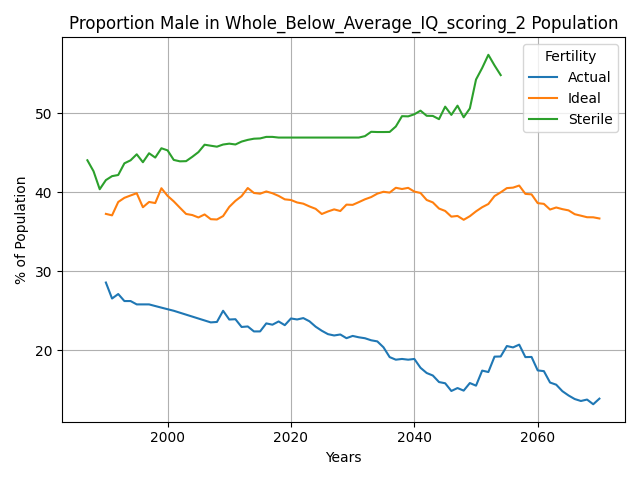 Proportion Male in Whole_Below_Average_IQ_scoring_2 Population
Fertility
Actual
Ideal
Sterile
% of Population
50
40
30
20
2000
2020
2040
2060
Years